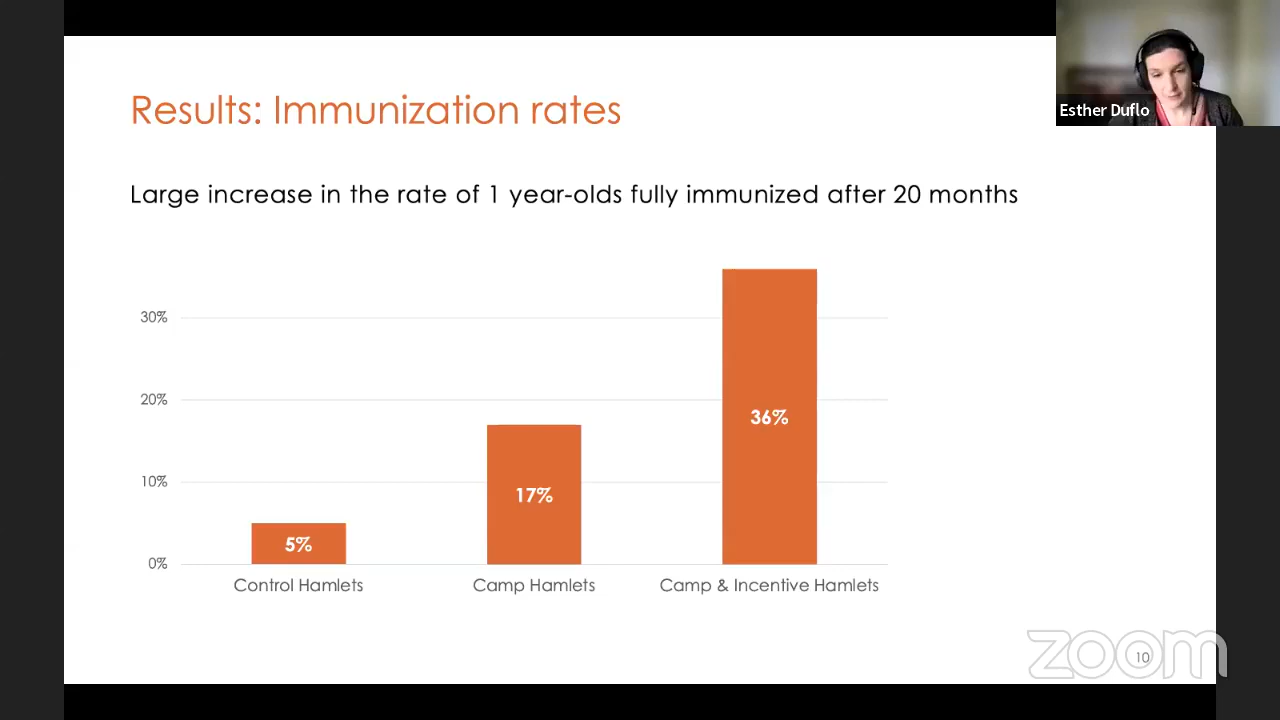 Results: Immunization rates
Esther Duflo
Large increase in the rate of 1 year-olds fully immunized after 20 months
30%
20%
10%
0%
5%
17%
36%
Control Hamlets
Camp Hamlets
Camp & Incentive Hamlets
zoom
10